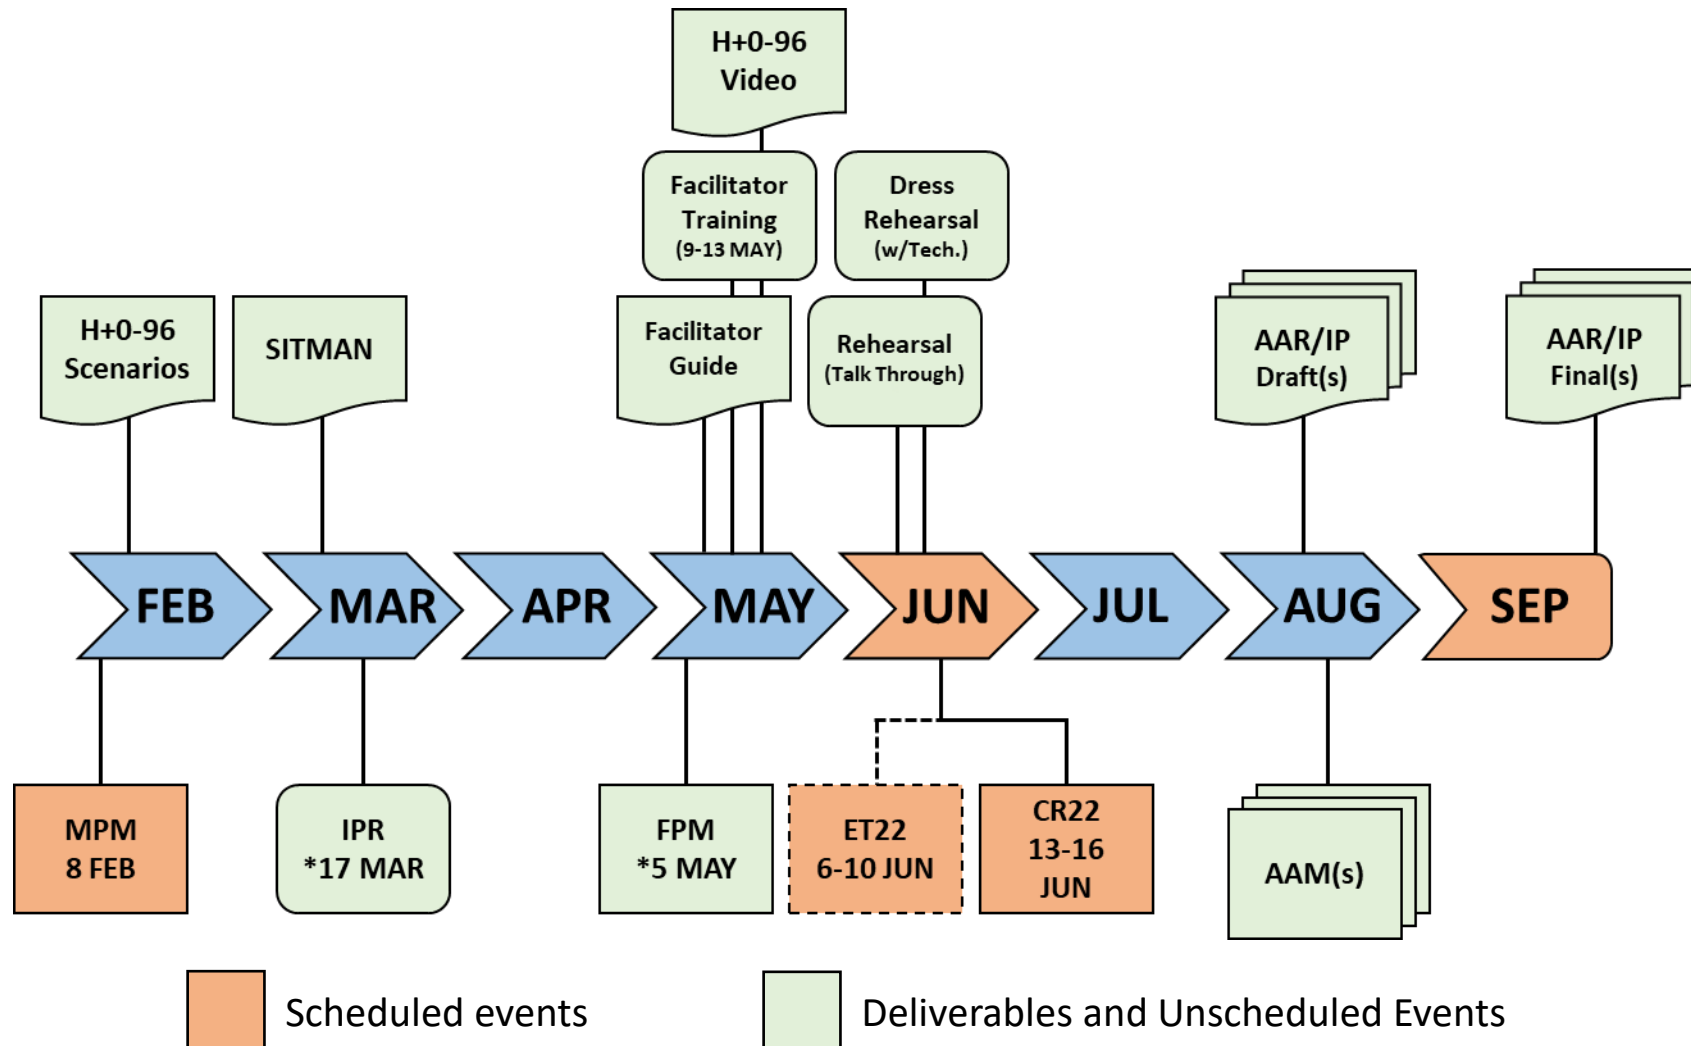 H+0-96
Video
Facilitator
Training
(9-13 MAY)
Dress
Rehearsal
(w/Tech.)
H+0-96
Scenarios
SITMAN
Facilitator
Guide
Rehearsal
(Talk Through)
AAR/IP
Draft(s)
AAR/IP
Final(s)
FEB
MAR
APR
MAY
JUN
JUL
AUG
SEP
MPM
8 FEB
IPR
*17 MAR
FPM
*5 MAY
ET22
6-10 JUN
CR22
13-16
JUN
AAM(s)
Scheduled events
Deliverables and Unscheduled Events